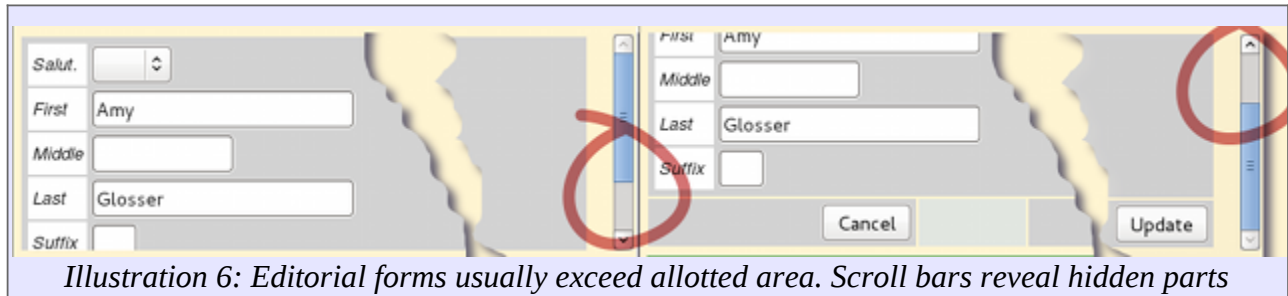 Salut.
First Amy
Middle
Last Glosser
Suffix
First Amy
Middle
Last Glosser
Suffix
Cancel Update
Illustration 6: Editorial forms usually exceed allotted area. Scroll bars reveal hidden parts